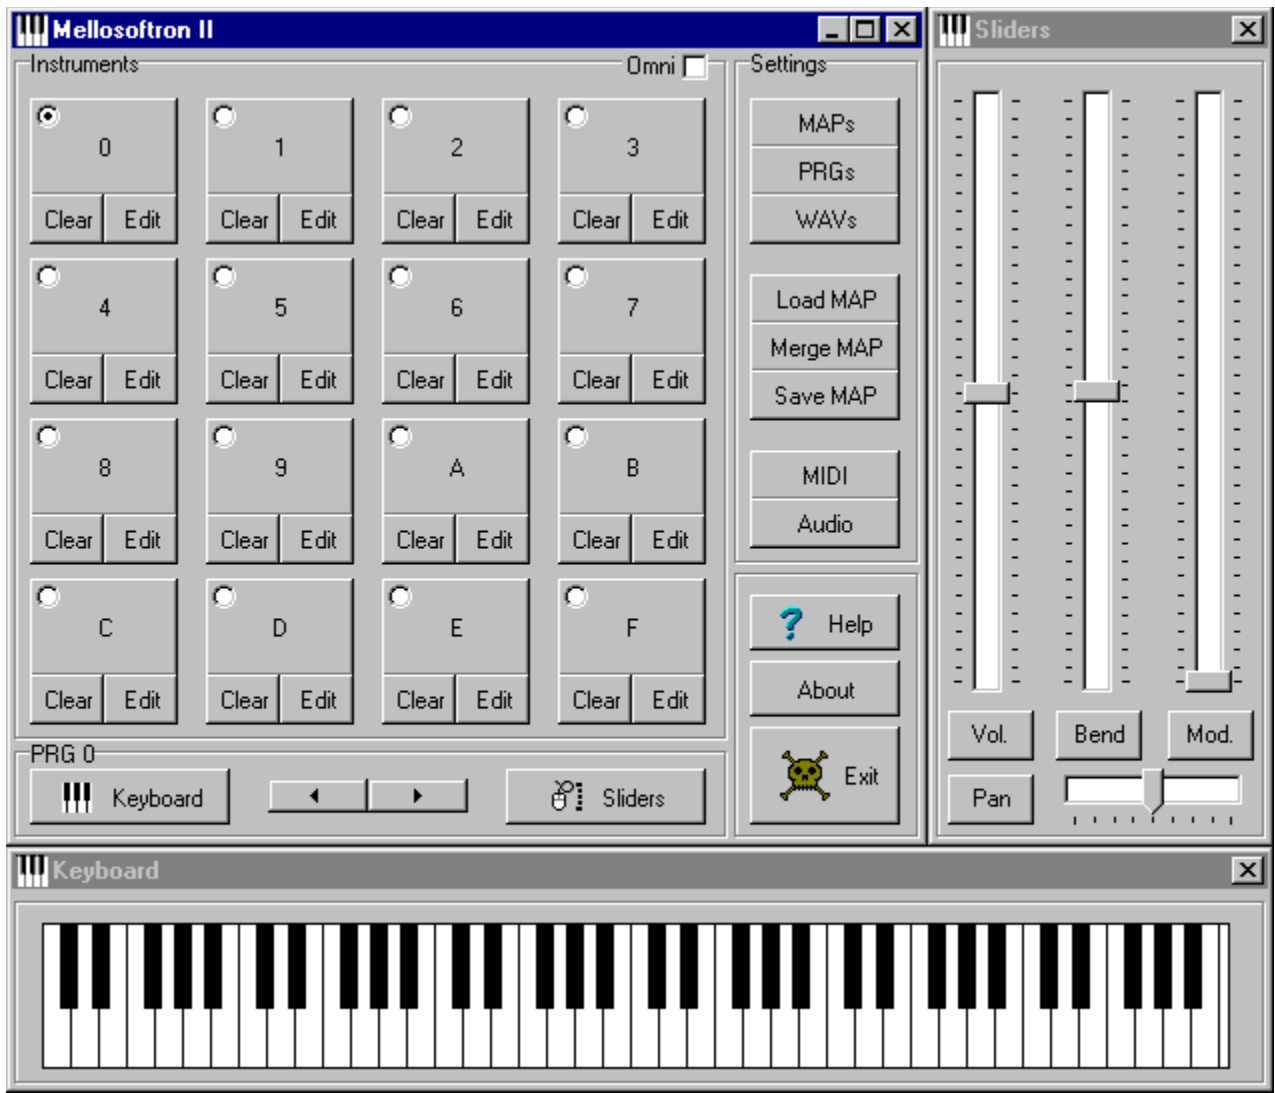 Mellosoftron II
Instruments
Omni
0
1
2
3
Clear Edit Clear Edit Clear Edit Clear Edit
4
5
6
7
Clear Edit Clear Edit Clear Edit Clear Edit
8
9
A
B
Clear Edit Clear Edit Clear Edit Clear Edit
C
D
E
F
Clear Edit Clear Edit Clear Edit Clear Edit
PRG 0
Keyboard
Sliders
Settings
MAPs
PRGs
WAVs
Load MAP
Merge MAP
Save MAP
MIDI
Audio
? Help
About
Exit
Sliders
Vol.
Bend
Mod.
Pan
Keyboard